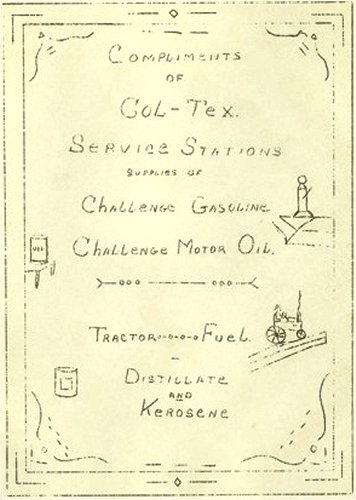 Compliments
of
Col-Tex.
Service Stations
Supplies of
Challenge Gasoline
Challenge Motor Oil.
Tractor Fuel.
Distillate
and
Kerosene